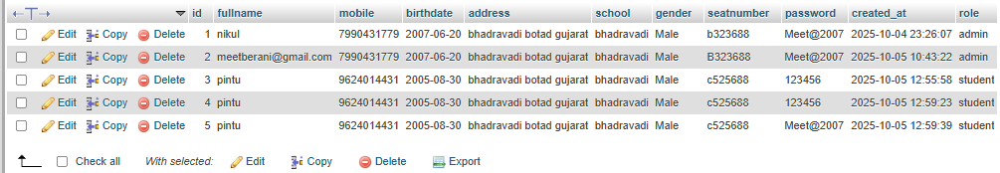 id fullname mobile birthdate address school gender seatnumber password created_at role
Edit Copy Delete 1 nikul 7990431779 2007-06-20 bhadravadi botad gujarat bhadravadi Male b323688 Meet@2007 2025-10-04 23:26:07 admin
Edit Copy Delete 2 meetberani@gmail.com 7990431779 2007-06-20 bhadravadi botad gujarat bhadravadi Male B323688 Meet@2007 2025-10-05 10:43:22 admin
Edit Copy Delete 3 pintu 9624014431 2005-08-30 bhadravadi botad gujarat bhadravadi Male c525688 123456 2025-10-05 12:55:58 student
Edit Copy Delete 4 pintu 9624014431 2005-08-30 bhadravadi botad gujarat bhadravadi Male c525688 123456 2025-10-05 12:59:23 student
Edit Copy Delete 5 pintu 9624014431 2005-08-30 bhadravadi botad gujarat bhadravadi Male c525688 Meet@2007 2025-10-05 12:59:39 student
Check all With selected: Edit Copy Delete Export